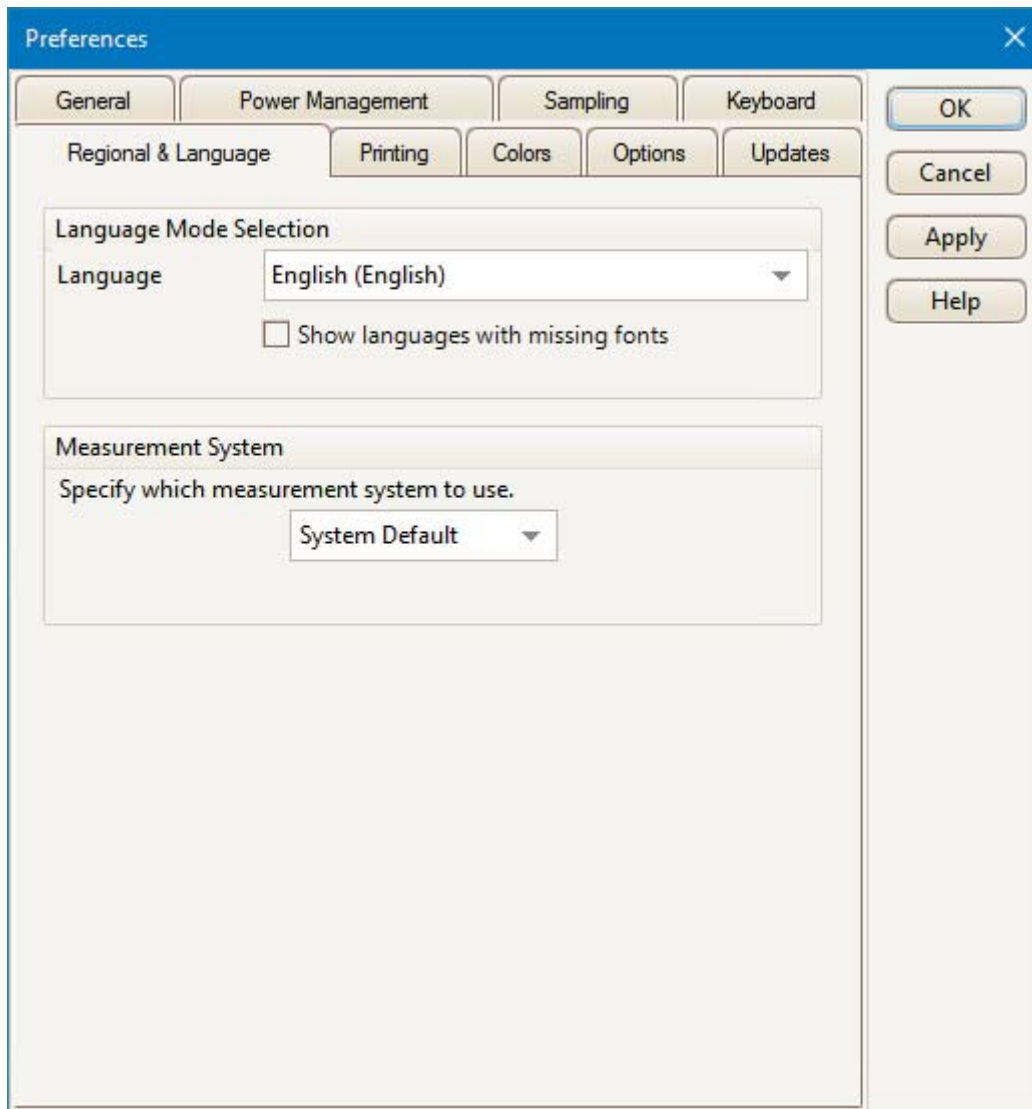 Preferences
General Power Management Sampling Keyboard
Regional & Language Printing Colors Options Updates
Language Mode Selection
Language English (English)
Show languages with missing fonts
Measurement System
Specify which measurement system to use.
System Default
OK
Cancel
Apply
Help